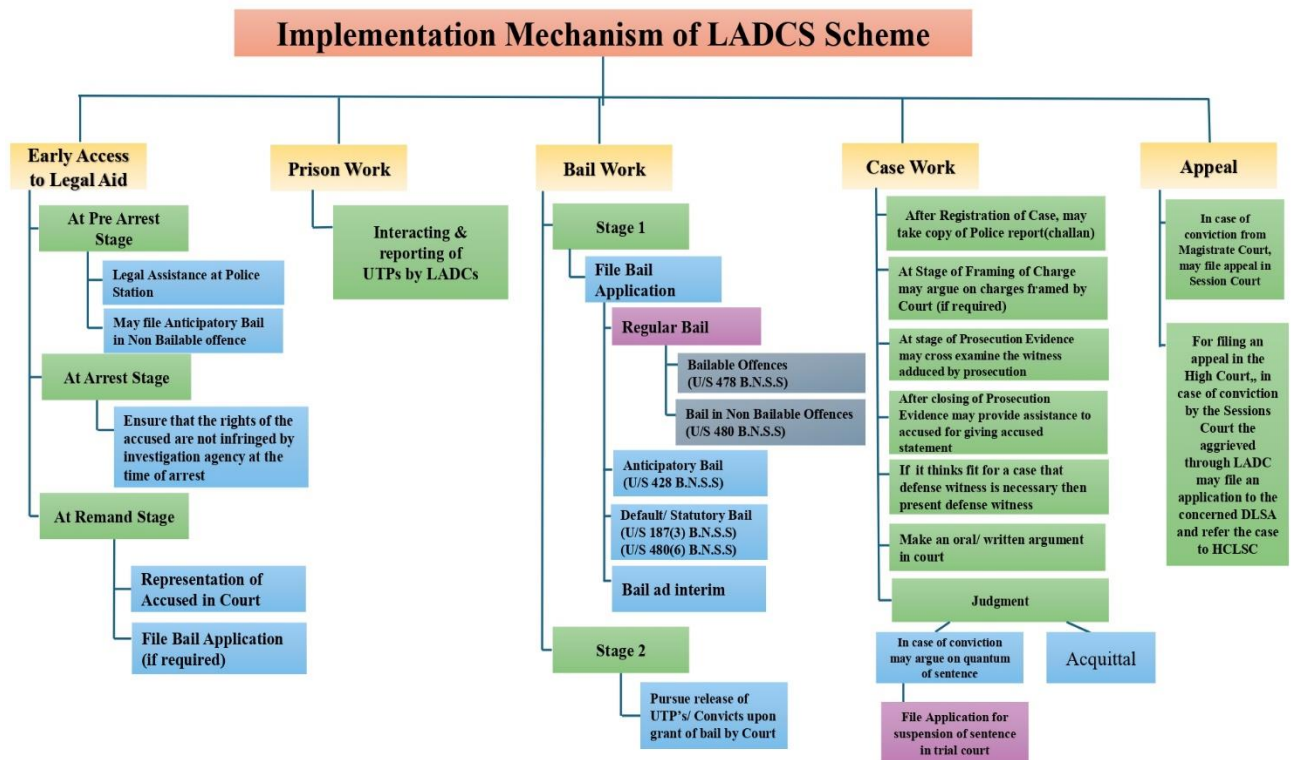 Implementation Mechanism of LADCS Scheme
Early Access
to Legal Aid
At Pre Arrest
Stage
Legal Assistance at Police
Station
May file Anticipatory Bail
in Non Bailable offence
At Arrest Stage
Ensure that the rights of the
accused are not infringed by
investigation agency at the
time of arrest
At Remand Stage
Representation of
Accused in Court
File Bail Application
(if required)
Prison Work
Interacting &
reporting of
UTPs by LADCs
Bail Work
Stage 1
File Bail
Application
Regular Bail
Bailable Offences
(U/S 478 B.N.S.S)
Bail in Non Bailable Offences
(U/S 480 B.N.S.S)
Anticipatory Bail
(U/S 428 B.N.S.S)
Default/ Statutory Bail
(U/S 187(3) B.N.S.S)
(U/S 480(6) B.N.S.S)
Bail ad interim
Stage 2
Pursue release of
UTP's/ Convicts upon
grant of bail by Court
Case Work
After Registration of Case, may
take copy of Police report(challan)
At Stage of Framing of Charge
may argue on charges framed by
Court (if required)
At stage of Prosecution Evidence
may cross examine the witness
adduced by prosecution
After closing of Prosecution
Evidence may provide assistance to
accused for giving accused
statement
If it thinks fit for a case that
defense witness is necessary then
present defense witness
Make an oral/ written argument
in court
Judgment
In case of conviction
may argue on quantum
of sentence
File Application for
suspension of sentence
in trial court
Acquittal
Appeal
In case of
conviction from
Magistrate Court,
may file appeal in
Session Court
For filing an
appeal in the
High Court,, in
case of conviction
by the Sessions
Court the
aggrieved
through LADC
may file an
application to the
concerned DLSA
and refer the case
to HCLSC